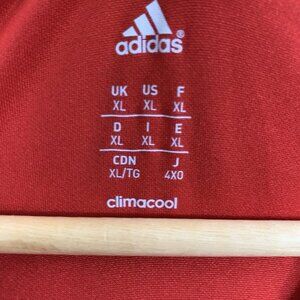 adidas
UK US F
XL XL XL
D I E
XL XL XL
CDN J
XL/TG 4XO
climacool